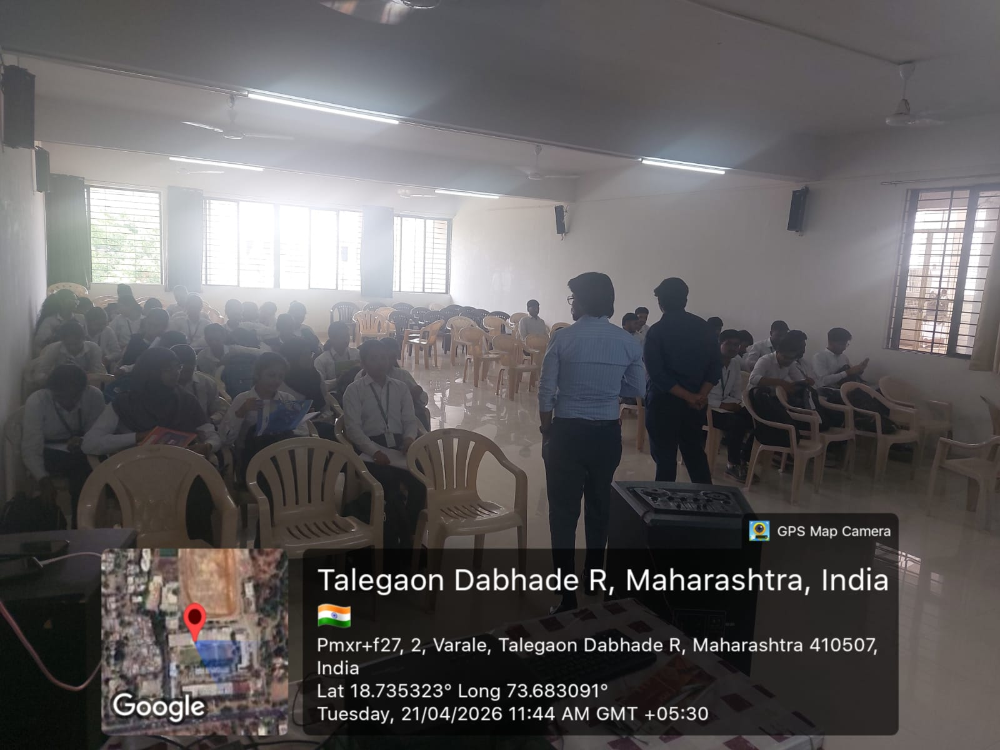 GPS Map Camera
Talegaon Dabhade R, Maharashtra, India
Pmxr+f27, 2, Varale, Talegaon Dabhade R, Maharashtra 410507,
India
Lat 18.735323° Long 73.683091°
Tuesday, 21/04/2026 11:44 AM GMT +05:30
Google